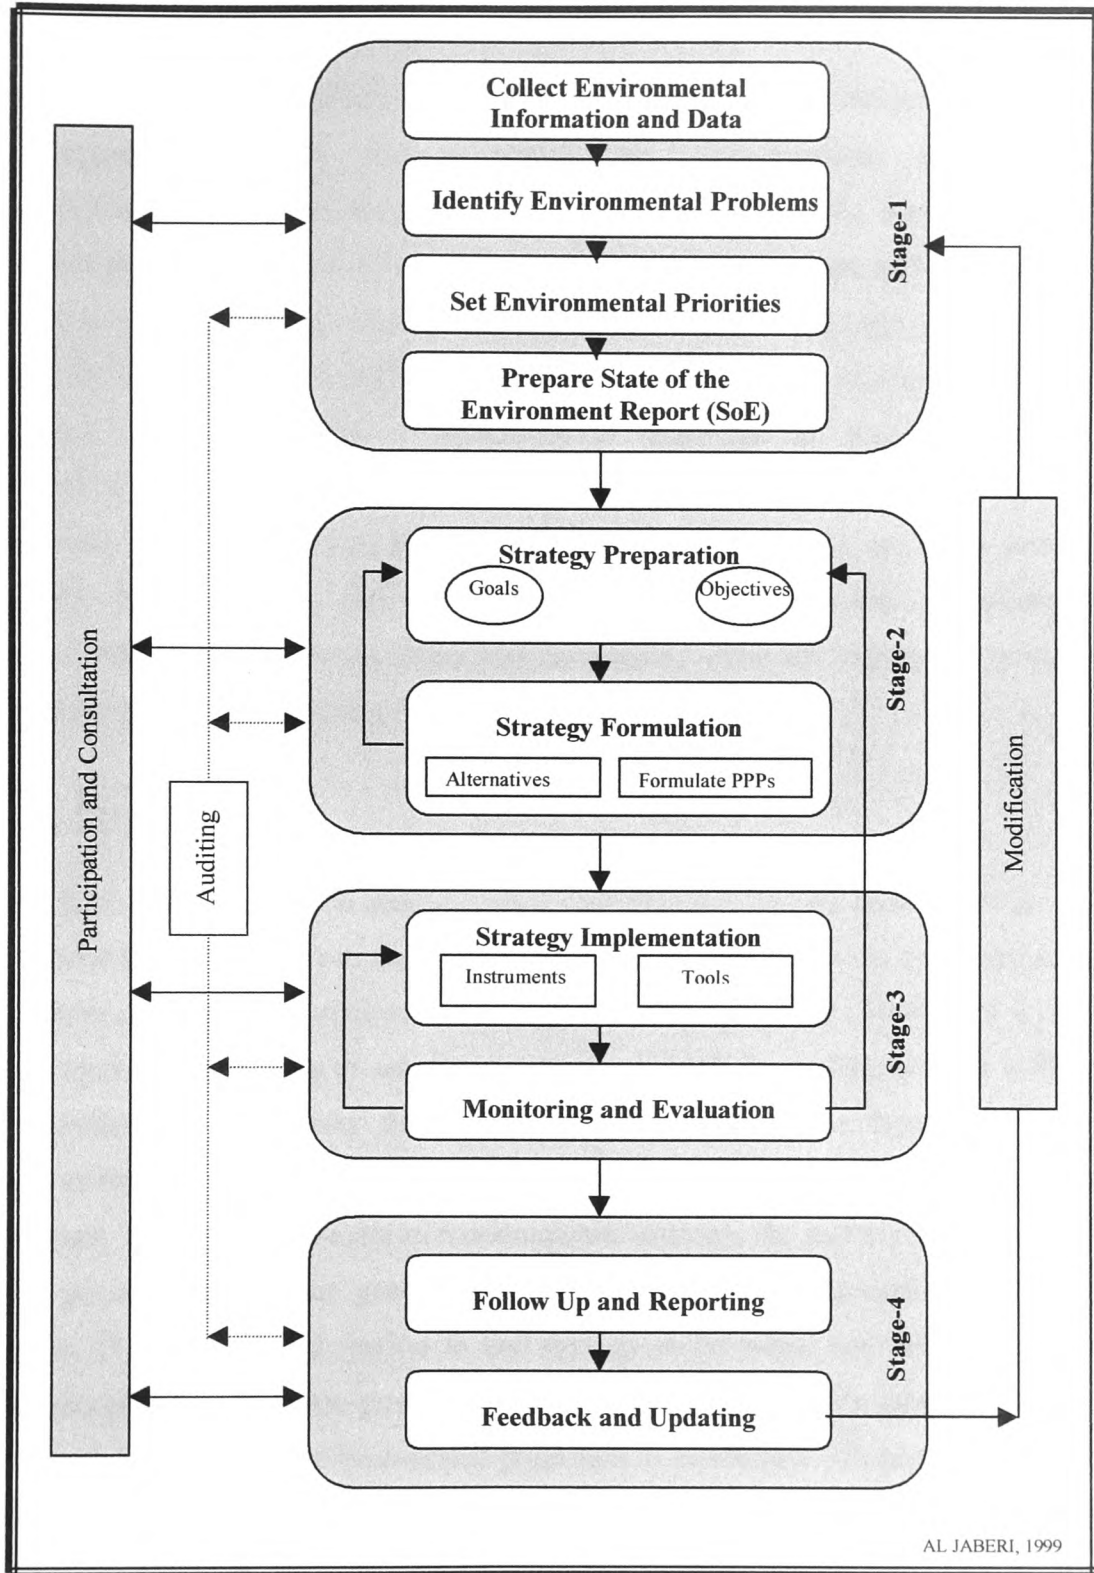 Collect Environmental
Information and Data
Identify Environmental Problems
Set Environmental Priorities
Prepare State of the
Environment Report (SoE)
Stage-1
Strategy Preparation
Goals
Objectives
Strategy Formulation
Alternatives
Formulate PPPs
Stage-2
Strategy Implementation
Instruments
Tools
Monitoring and Evaluation
Stage-3
Follow Up and Reporting
Feedback and Updating
Stage-4
Participation and Consultation
Auditing
Modification
AL JABERI, 1999